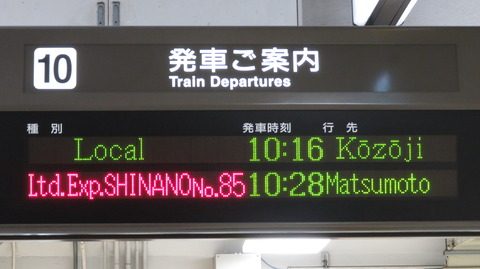 10 発車ご案内
Train Departures
種別 発車時刻 行先
Local 10:16 Kōzōji
Ltd.Exp.SHINANO No.85 10:28 Matsumoto